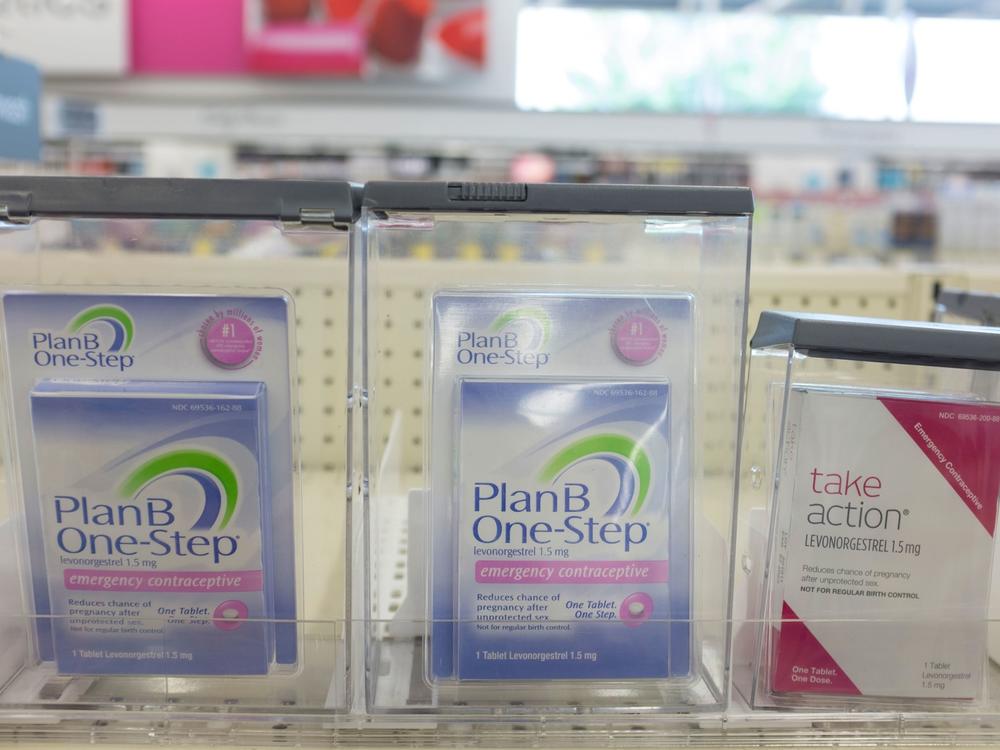 Plan B
One-Step®
#1
NDC 69536-162-88
Plan B
One-Step®
levonorgestrel 1.5 mg
emergency contraceptive
Reduces chance of
pregnancy after
unprotected sex.
Not for regular birth control.
One Tablet.
One Step.
1 Tablet Levonorgestrel 1.5 mg
Plan B
One-Step®
#1
NDC 69536-162-88
Plan B
One-Step®
levonorgestrel 1.5 mg
emergency contraceptive
Reduces chance of
pregnancy after
unprotected sex.
Not for regular birth control.
One Tablet.
One Step.
1 Tablet Levonorgestrel 1.5 mg
NDC 69536-200-88
Emergency Contraceptive
take
action®
LEVONORGESTREL 1.5 mg
Reduces chance of pregnancy
after unprotected sex.
NOT FOR REGULAR BIRTH CONTROL
One Tablet.
One Dose.
1 Tablet
Levonorgestrel
1.5 mg